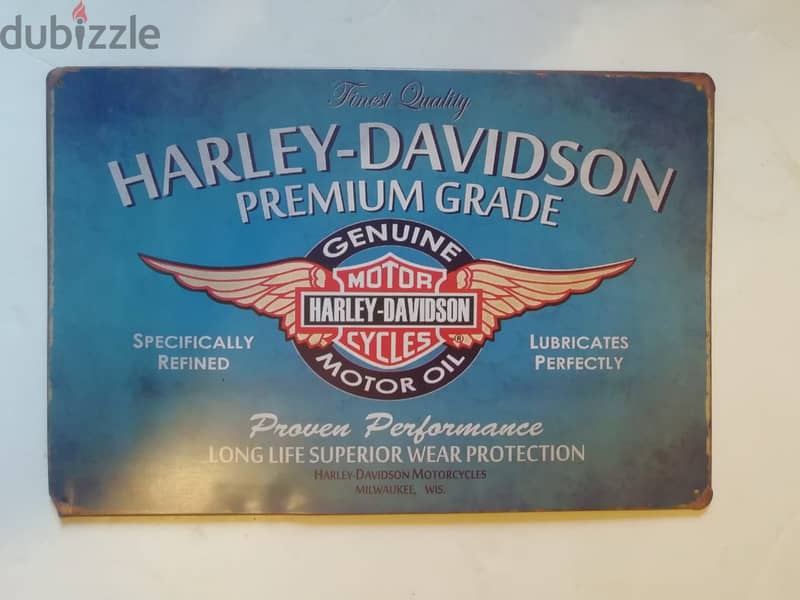 dubizzle
Finest Quality
HARLEY-DAVIDSON
PREMIUM GRADE
GENUINE
MOTOR
HARLEY-DAVIDSON
CYCLES
®
MOTOR OIL
SPECIFICALLY
REFINED
LUBRICATES
PERFECTLY
Proven Performance
LONG LIFE SUPERIOR WEAR PROTECTION
HARLEY-DAVIDSON MOTORCYCLES
MILWAUKEE, WIS.